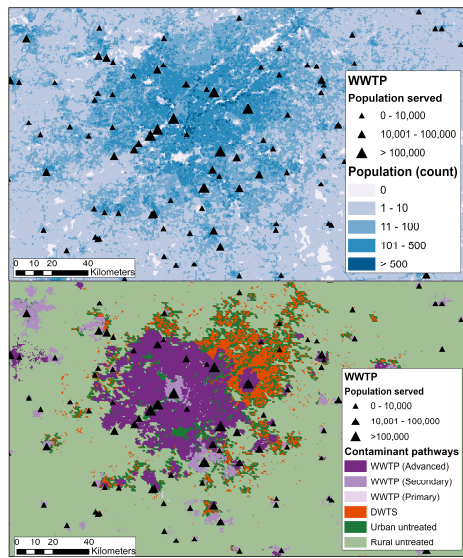 WWTP
Population served
0 - 10,000
10,001 - 100,000
> 100,000
Population (count)
0
1 - 10
11 - 100
101 - 500
> 500
0 10 20 40
Kilometers
WWTP
Population served
0 - 10,000
10,001 - 100,000
>100,000
Contaminant pathways
WWTP (Advanced)
WWTP (Secondary)
WWTP (Primary)
DWTS
Urban untreated
Rural untreated
0 10 20 40
Kilometers